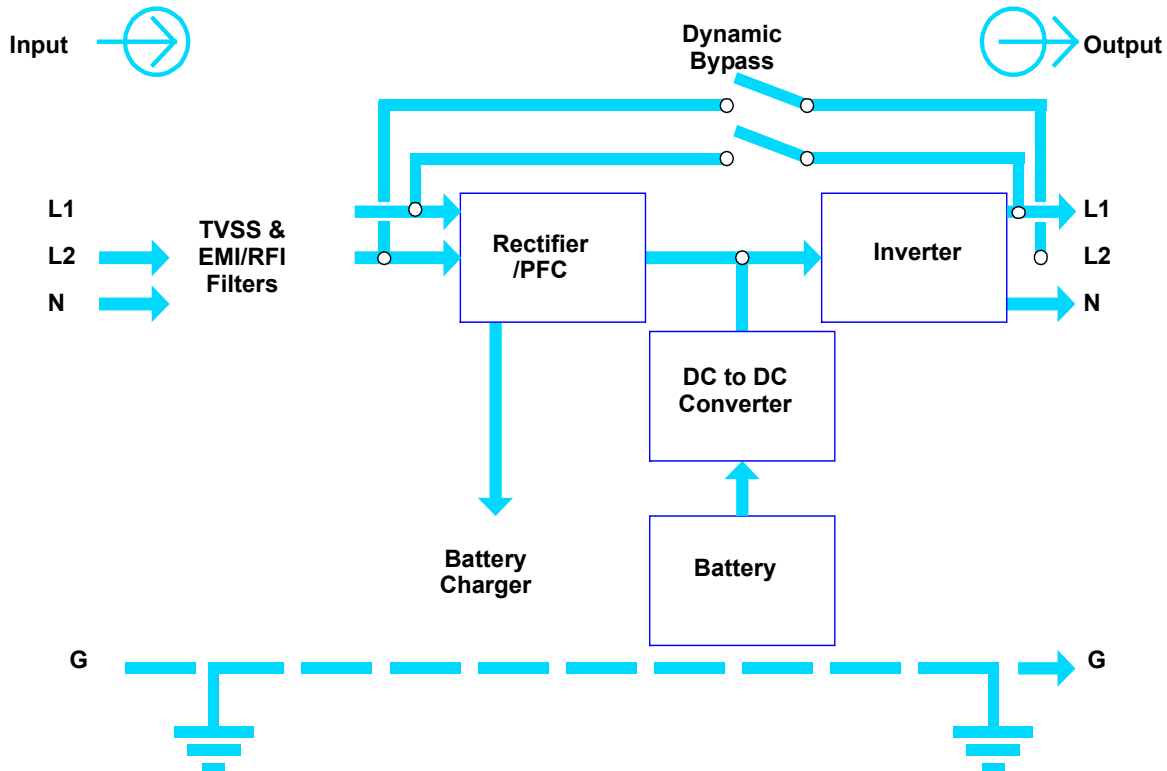 Input
Dynamic
Bypass
Output
L1
L2
N
TVSS &
EMI/RFI
Filters
Rectifier
/PFC
Inverter
L1
L2
N
DC to DC
Converter
Battery
Charger
Battery
G
G